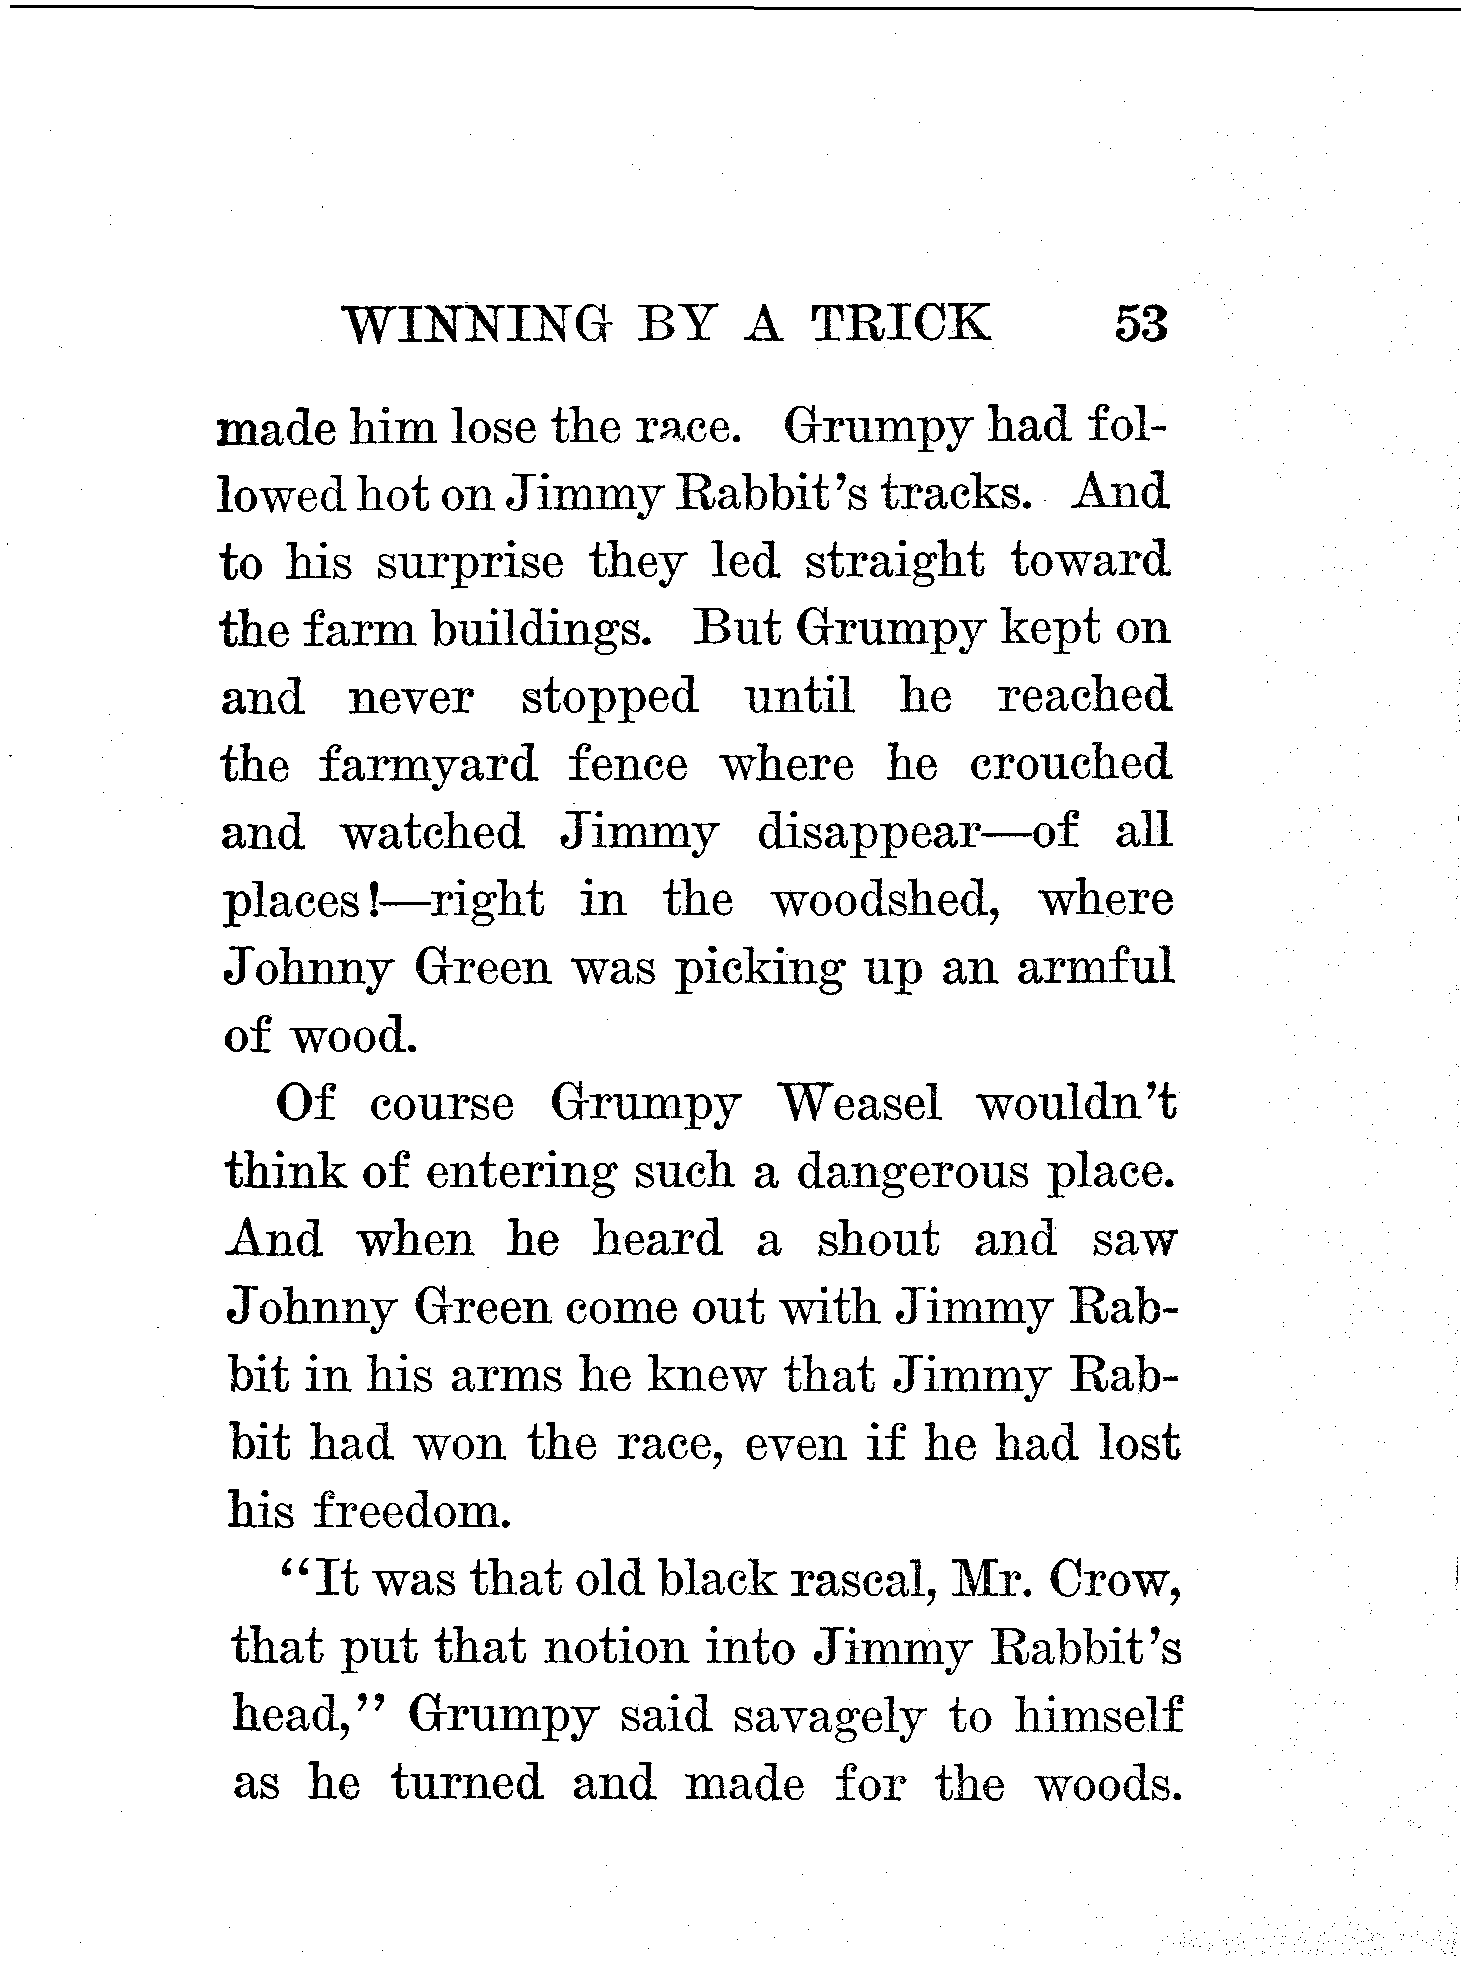 WINNING BY A TRICK 53
made him lose the race. Grumpy had fol-
lowed hot on Jimmy Rabbit's tracks. And
to his surprise they led straight toward
the farm buildings. But Grumpy kept on
and never stopped until he reached
the farmyard fence where he crouched
and watched Jimmy disappear—of all
places!—right in the woodshed, where
Johnny Green was picking up an armful
of wood.
Of course Grumpy Weasel wouldn't
think of entering such a dangerous place.
And when he heard a shout and saw
Johnny Green come out with Jimmy Rab-
bit in his arms he knew that Jimmy Rab-
bit had won the race, even if he had lost
his freedom.
"It was that old black rascal, Mr. Crow,
that put that notion into Jimmy Rabbit's
head," Grumpy said savagely to himself
as he turned and made for the woods.